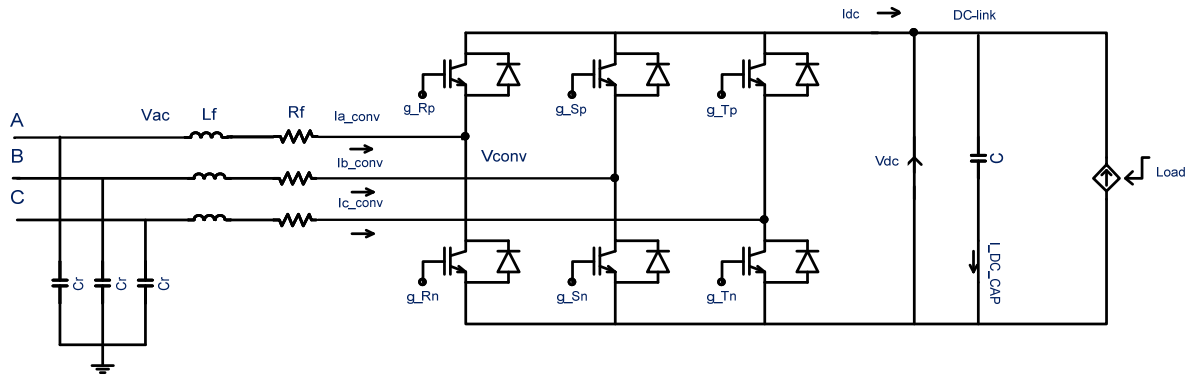 Idc
DC-link
g_Rp
g_Sp
g_Tp
A
Vac
Lf
Rf
Ia_conv
B
Vconv
Ib_conv
Vdc
C
Load
C
Ic_conv
Cr
Cr
Cr
g_Rn
g_Sn
g_Tn
I_DC_CAP